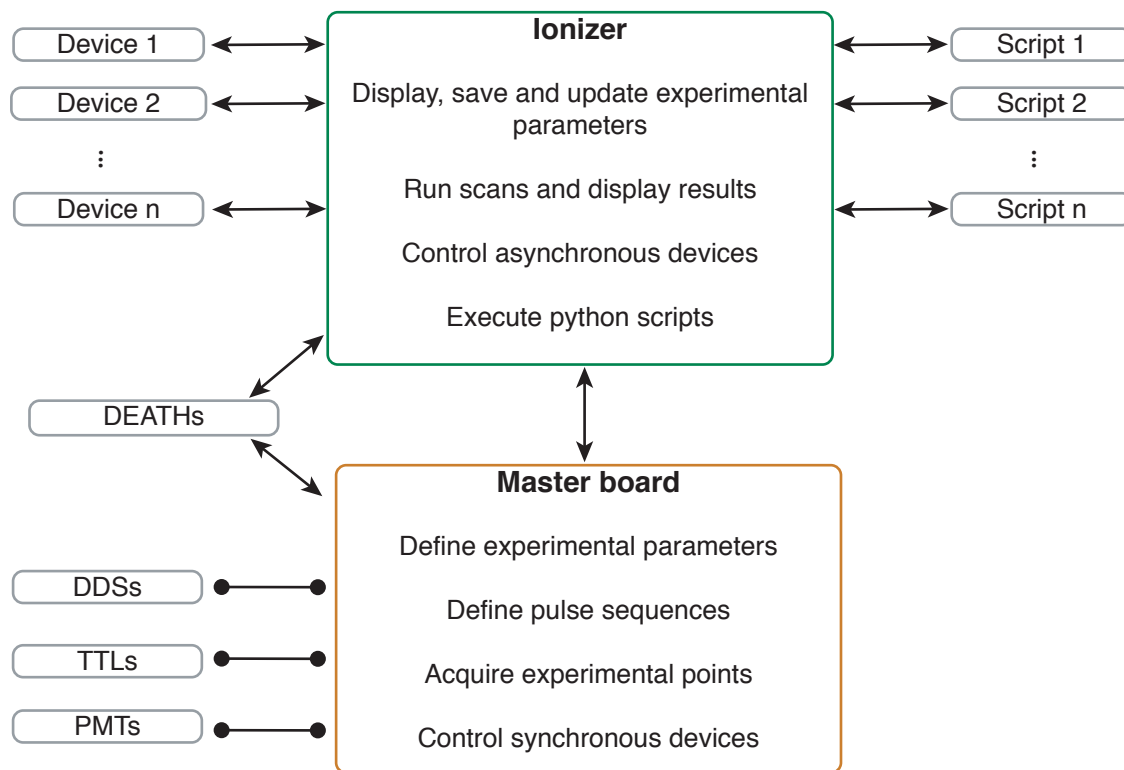 Ionizer
Device 1
Script 1
Display, save and update experimental
parameters
Device 2
Script 2
...
...
Run scans and display results
Device n
Script n
Control asynchronous devices
Execute python scripts
DEATHs
Master board
Define experimental parameters
DDSs
Define pulse sequences
TTLs
Acquire experimental points
PMTs
Control synchronous devices